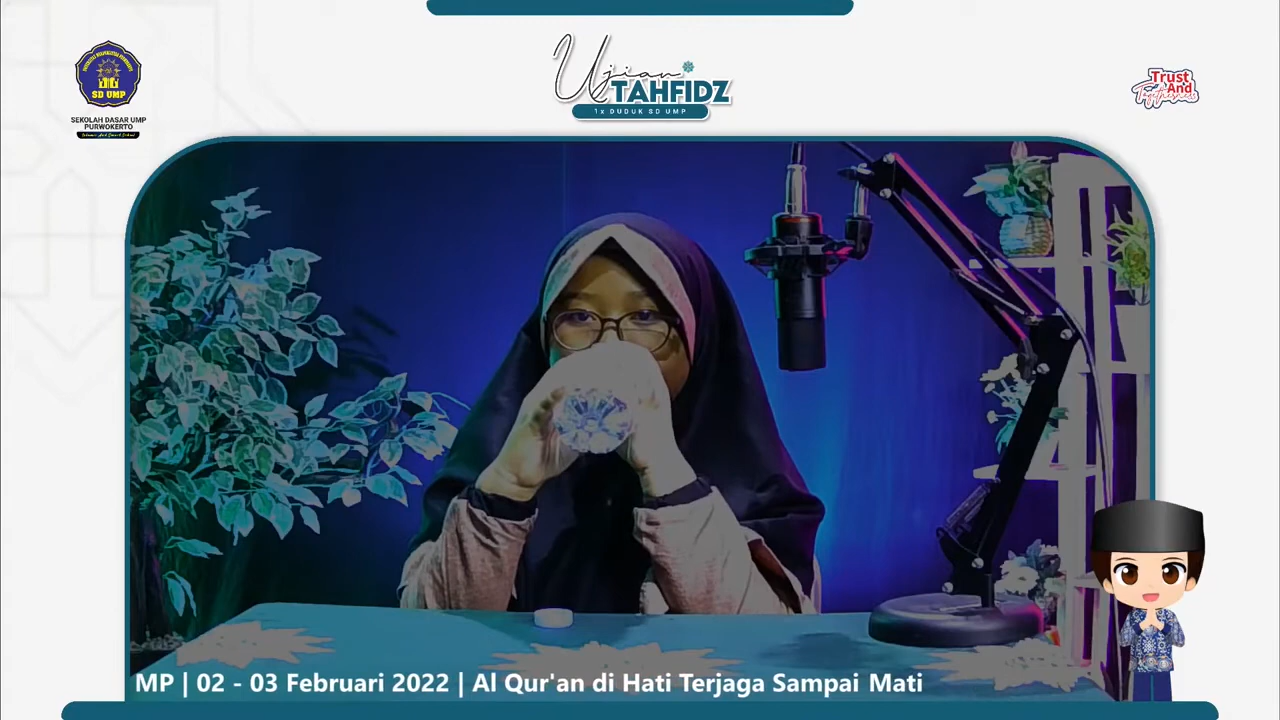 Ujian
TAHFIDZ
1x DUDUK SD UMP
SD UMP
SEKOLAH DASAR UMP
PURWOKERTO
Trust
And
Togetherness
MP | 02 - 03 Februari 2022 | Al Qur'an di Hati Terjaga Sampai Mati